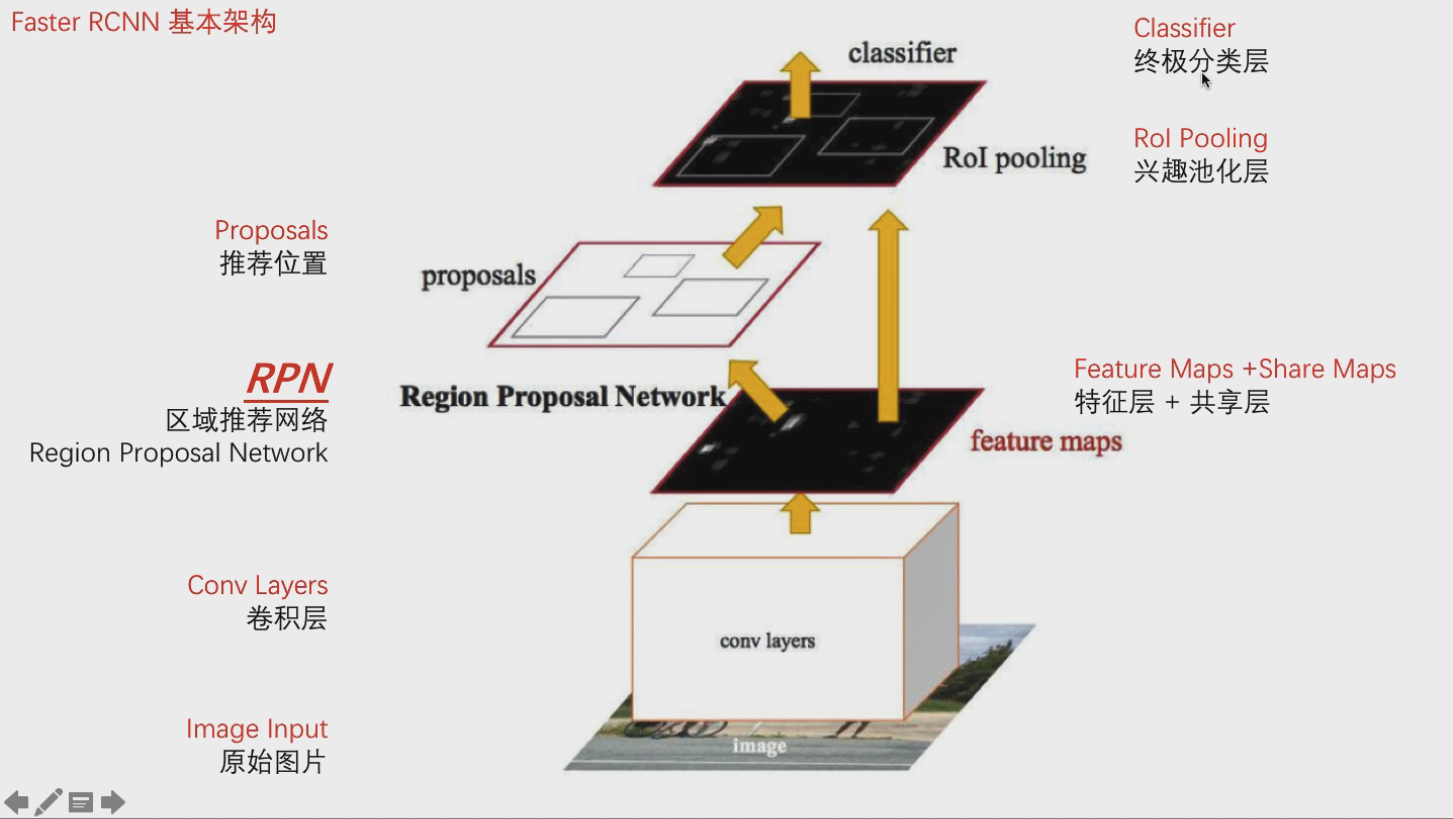 Faster RCNN 基本架构
classifier
Classifier
终极分类层
RoI pooling
RoI Pooling
兴趣池化层
Proposals
推荐位置
proposals
RPN
区域推荐网络
Region Proposal Network
Region Proposal Network
Feature Maps +Share Maps
特征层 + 共享层
feature maps
Conv Layers
卷积层
conv layers
Image Input
原始图片
image